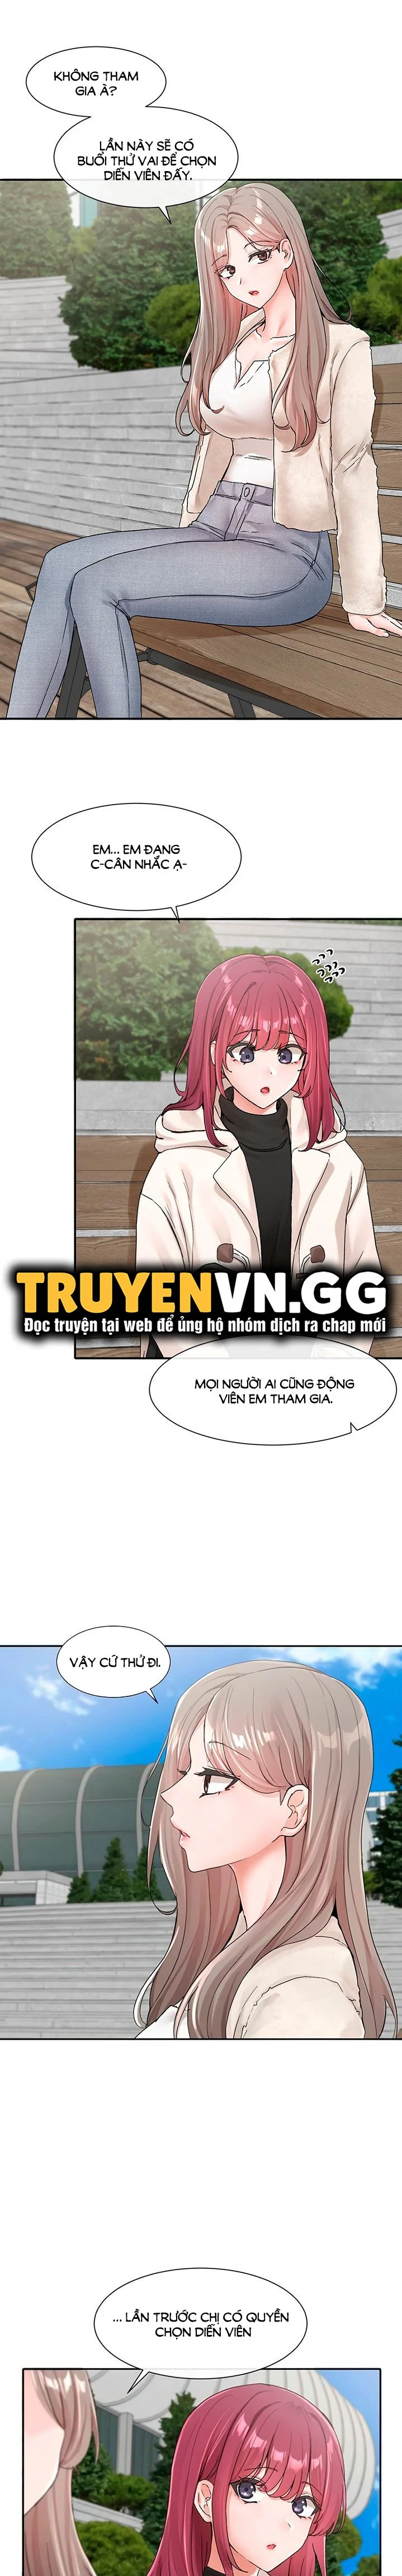 KHÔNG THAM
GIA À?
LẦN NÀY SẼ CÓ
BUỔI THỬ VAI ĐỂ CHỌN
DIỄN VIÊN ĐẤY.
EM... EM ĐANG
C-CÂN NHẮC Ạ-
TRUYENVN.GG
Đọc truyện tại web để ủng hộ nhóm dịch ra chap mới
MỌI NGƯỜI AI CŨNG ĐỘNG
VIÊN EM THAM GIA.
VẬY CỨ THỬ ĐI.
... LẦN TRƯỚC CHỊ CÓ QUYỀN
CHỌN DIỄN VIÊN